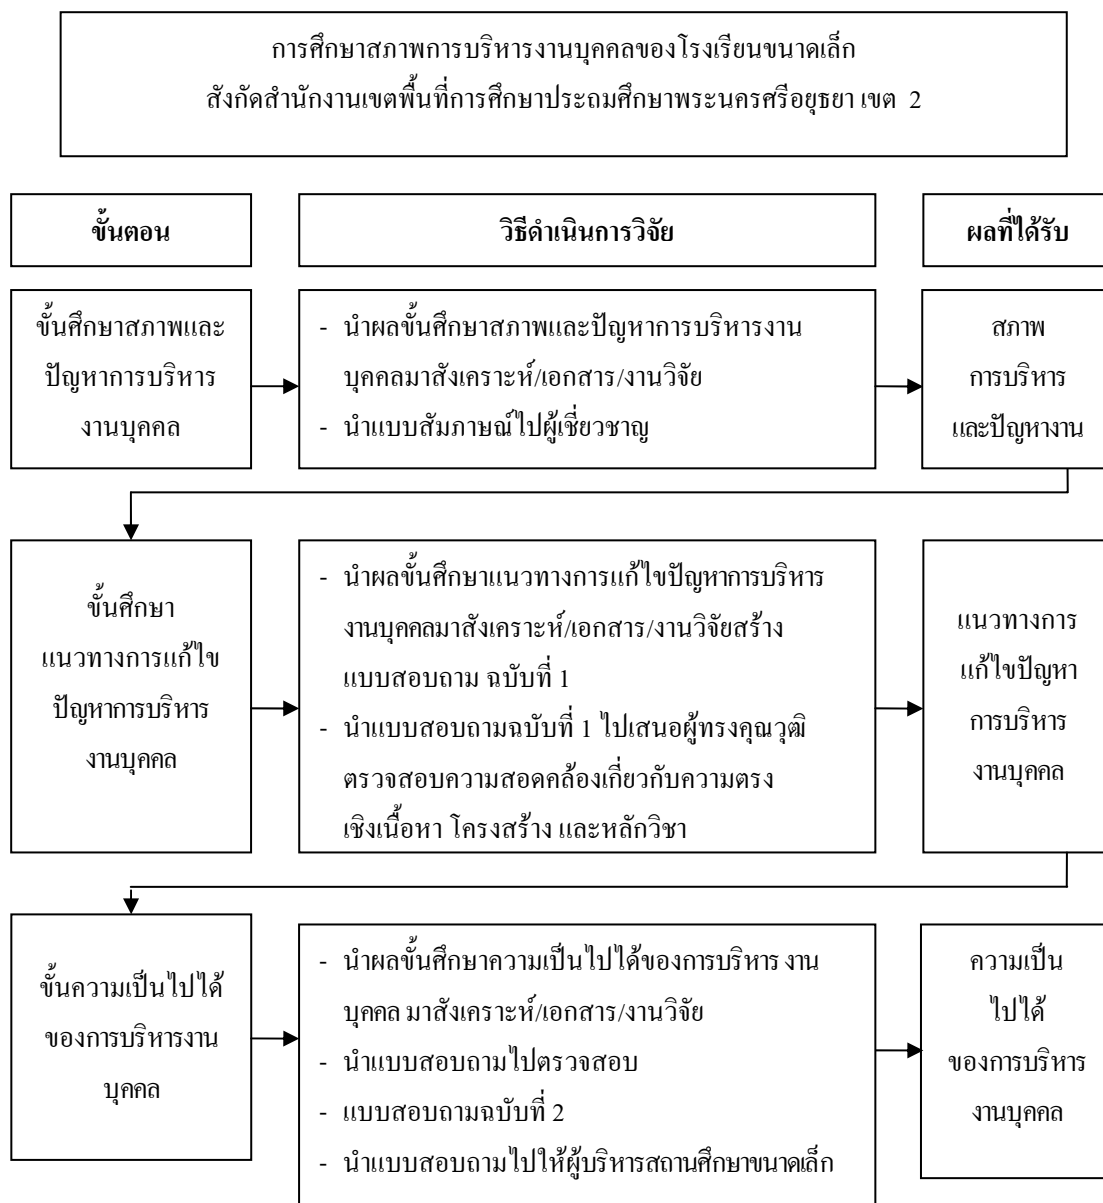 การศึกษาสภาพการบริหารงานบุคคลของโรงเรียนขนาดเล็ก
สังกัดสำนักงานเขตพื้นที่การศึกษาประถมศึกษาพระนครศรีอยุธยา เขต 2
ขั้นตอน
วิธีดำเนินการวิจัย
ผลที่ได้รับ
ขั้นศึกษาสภาพและ
ปัญหาการบริหาร
งานบุคคล
- นำผลขั้นศึกษาสภาพและปัญหาการบริหารงาน
บุคคลมาสังเคราะห์/เอกสาร/งานวิจัย
- นำแบบสัมภาษณ์ไปผู้เชี่ยวชาญ
สภาพ
การบริหาร
และปัญหางาน
ขั้นศึกษา
แนวทางการแก้ไข
ปัญหาการบริหาร
งานบุคคล
- นำผลขั้นศึกษาแนวทางการแก้ไขปัญหาการบริหาร
งานบุคคลมาสังเคราะห์/เอกสาร/งานวิจัยสร้าง
แบบสอบถาม ฉบับที่ 1
- นำแบบสอบถามฉบับที่ 1 ไปเสนอผู้ทรงคุณวุฒิ
ตรวจสอบความสอดคล้องเกี่ยวกับความตรง
เชิงเนื้อหา โครงสร้าง และหลักวิชา
แนวทางการ
แก้ไขปัญหา
การบริหาร
งานบุคคล
ขั้นความเป็นไปได้
ของการบริหารงาน
บุคคล
- นำผลขั้นศึกษาความเป็นไปได้ของการบริหาร งาน
บุคคล มาสังเคราะห์/เอกสาร/งานวิจัย
- นำแบบสอบถามไปตรวจสอบ
- แบบสอบถามฉบับที่ 2
- นำแบบสอบถามไปให้ผู้บริหารสถานศึกษาขนาดเล็ก
ความเป็น
ไปได้
ของการบริหาร
งานบุคคล